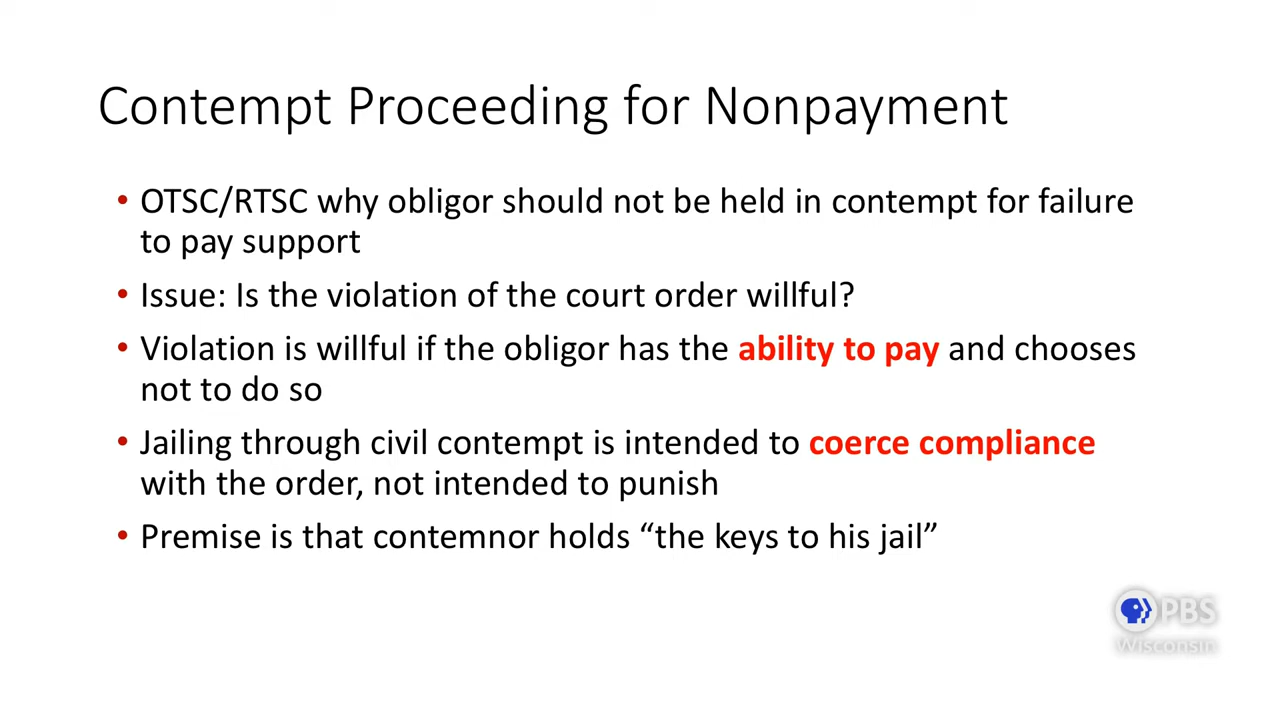 Contempt Proceeding for Nonpayment
• OTSC/RTSC why obligor should not be held in contempt for failure
to pay support
• Issue: Is the violation of the court order willful?
• Violation is willful if the obligor has the ability to pay and chooses
not to do so
• Jailing through civil contempt is intended to coerce compliance
with the order, not intended to punish
• Premise is that contemnor holds “the keys to his jail”
PBS
Wisconsin